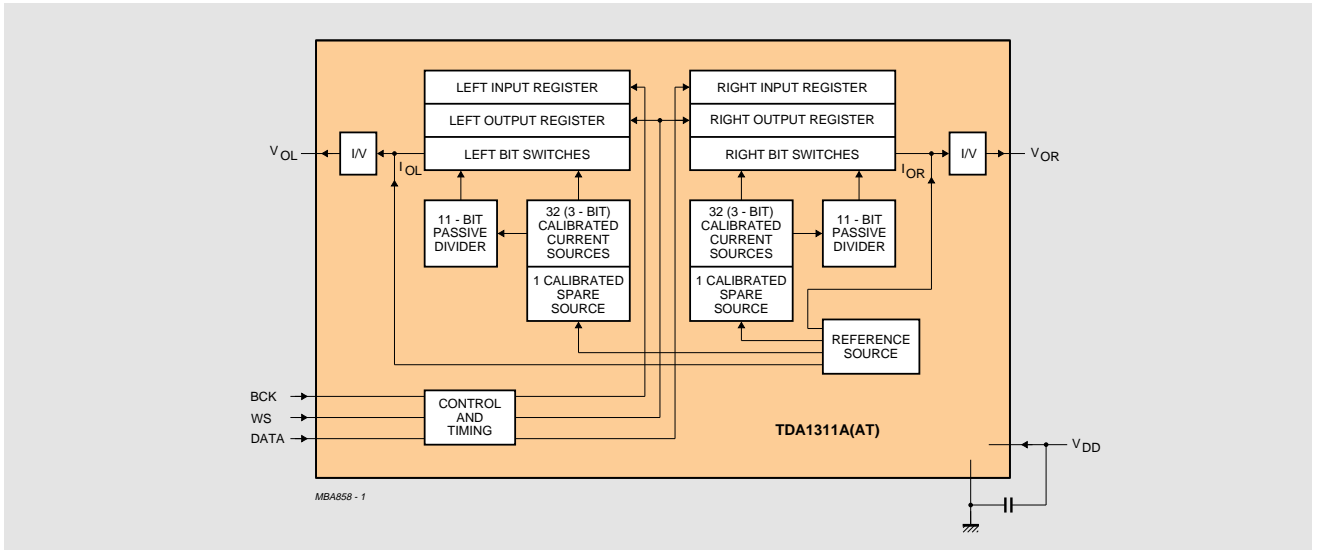 LEFT INPUT REGISTER
LEFT OUTPUT REGISTER
LEFT BIT SWITCHES
RIGHT INPUT REGISTER
RIGHT OUTPUT REGISTER
RIGHT BIT SWITCHES
V OL
I/V
I OL
I OR
I/V
V OR
11 - BIT
PASSIVE
DIVIDER
32 (3 - BIT)
CALIBRATED
CURRENT
SOURCES
1 CALIBRATED
SPARE
SOURCE
32 (3 - BIT)
CALIBRATED
CURRENT
SOURCES
1 CALIBRATED
SPARE
SOURCE
11 - BIT
PASSIVE
DIVIDER
REFERENCE
SOURCE
BCK
WS
DATA
CONTROL
AND
TIMING
TDA1311A(AT)
V DD
MBA858 - 1